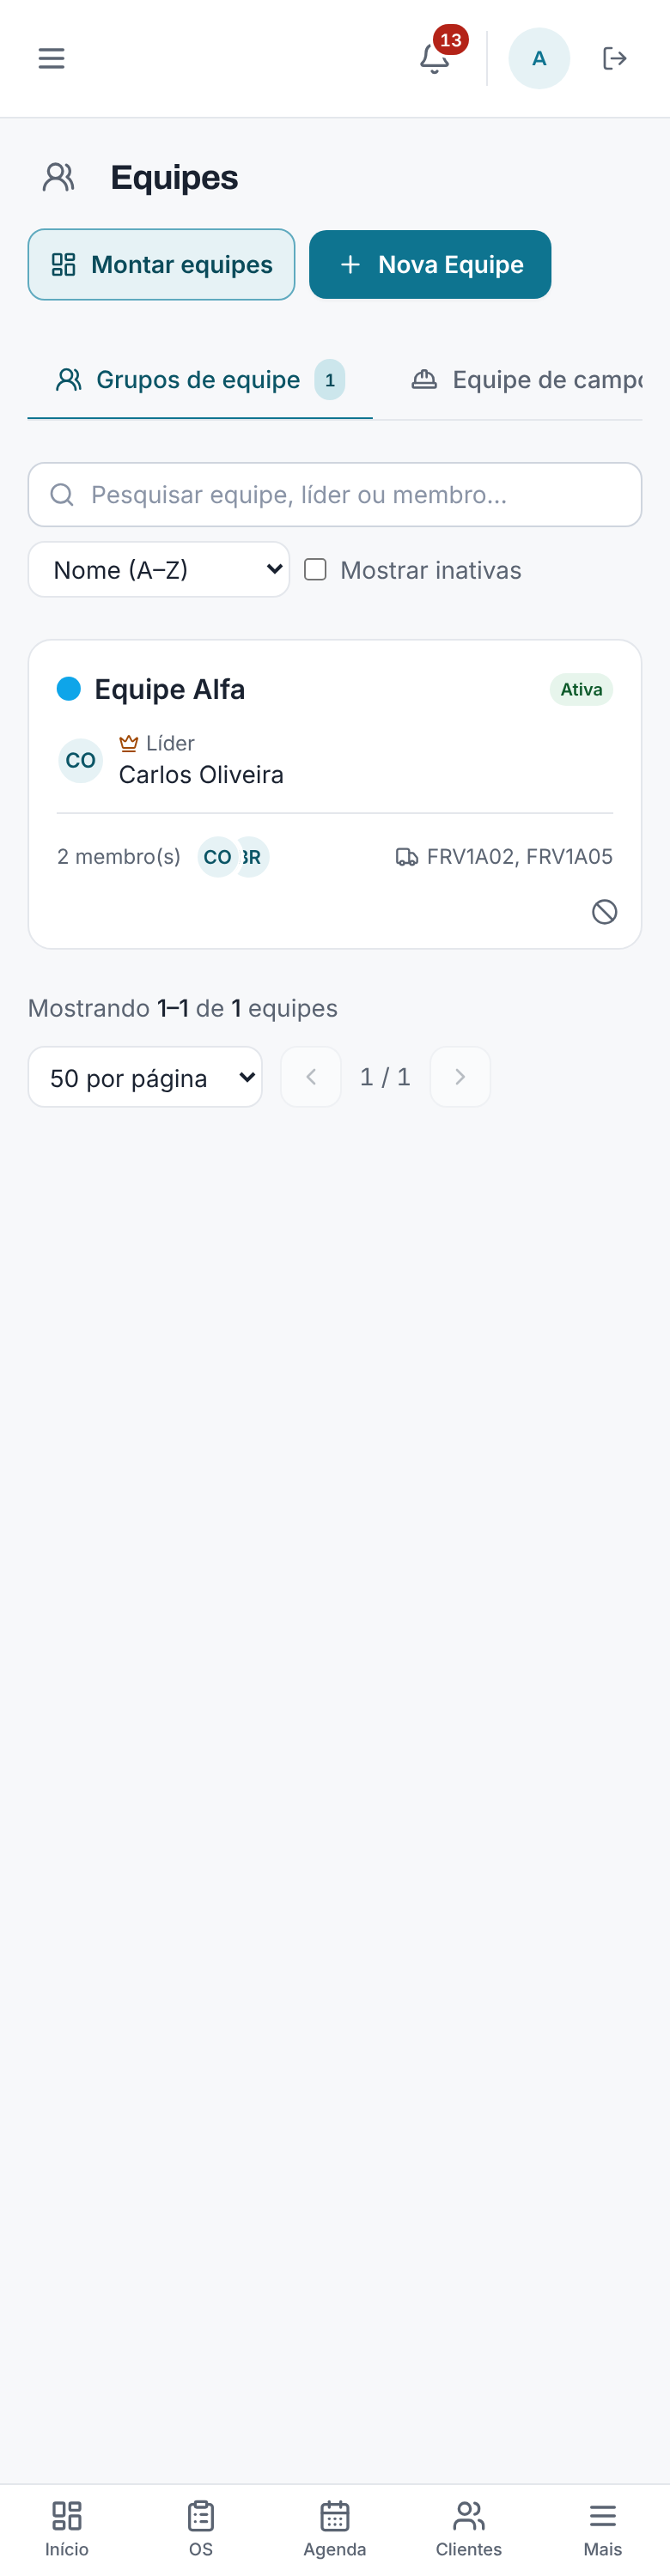 13
A
Equipes
Montar equipes
Nova Equipe
Grupos de equipe 1
Equipe de campo
Pesquisar equipe, líder ou membro...
Nome (A–Z)
Mostrar inativas
Equipe Alfa
Ativa
CO
Líder
Carlos Oliveira
2 membro(s) CO BR
FRV1A02, FRV1A05
Mostrando 1–1 de 1 equipes
50 por página
1 / 1
Início
OS
Agenda
Clientes
Mais